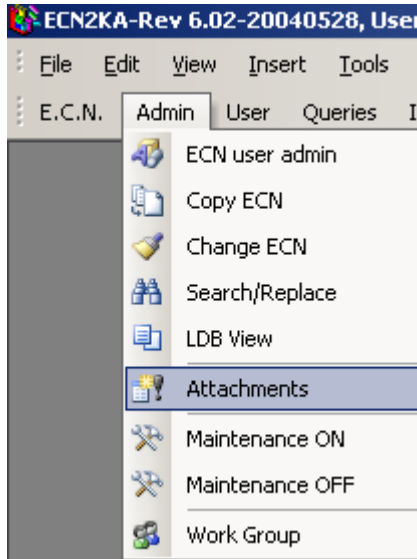 ECN2KA-Rev 6.02-20040528, User
File Edit View Insert Tools
E.C.N. Admin User Queries
ECN user admin
Copy ECN
Change ECN
Search/Replace
LDB View
Attachments
Maintenance ON
Maintenance OFF
Work Group